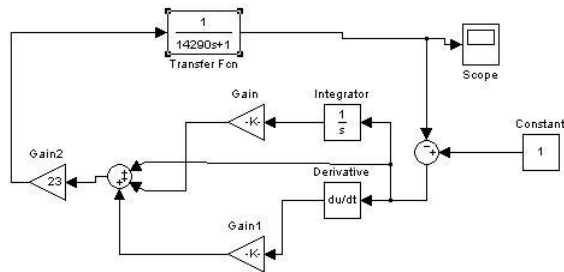 1
14290s+1
Transfer Fcn
Scope
Gain
-K-
Integrator
1
s
Constant
1
Gain2
23
Derivative
du/dt
Gain1
-K-